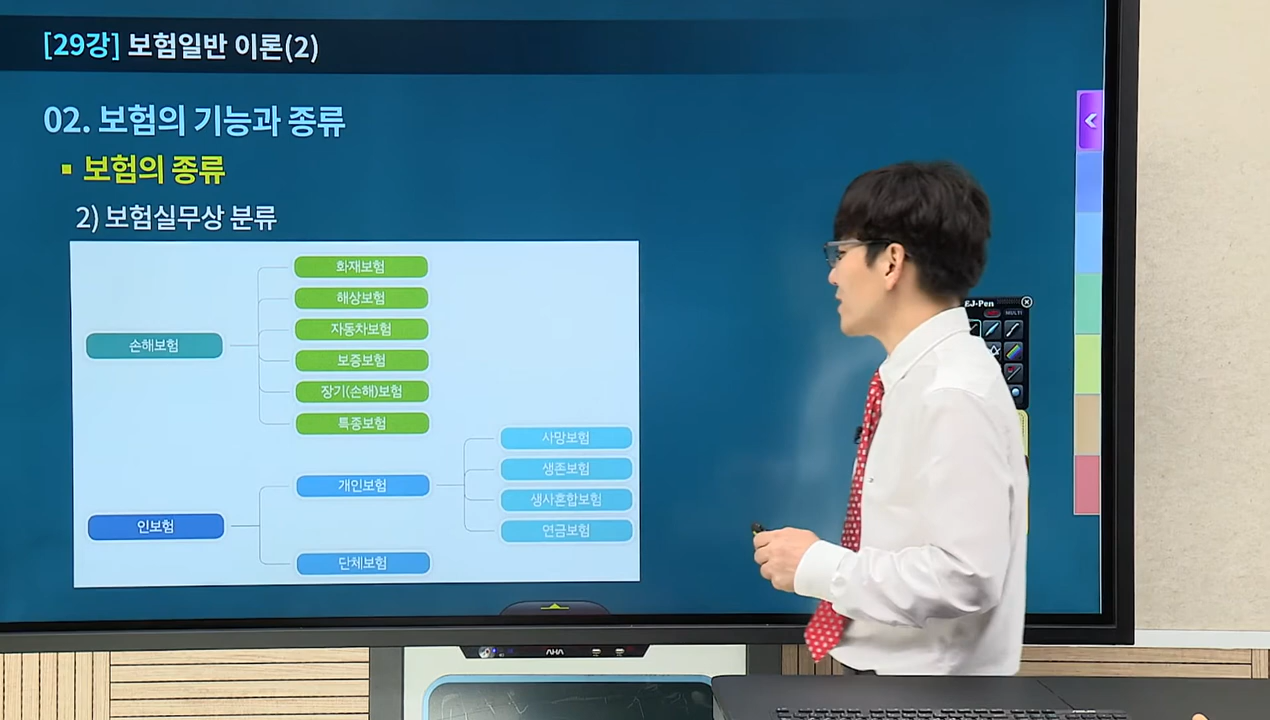 [29강] 보험일반 이론(2)
02. 보험의 기능과 종류
▪ 보험의 종류
2) 보험실무상 분류
손해보험
화재보험
해상보험
자동차보험
보증보험
장기(손해)보험
특종보험
인보험
개인보험
사망보험
생존보험
생사혼합보험
연금보험
단체보험
EJ-Pen
MULTI
AHA